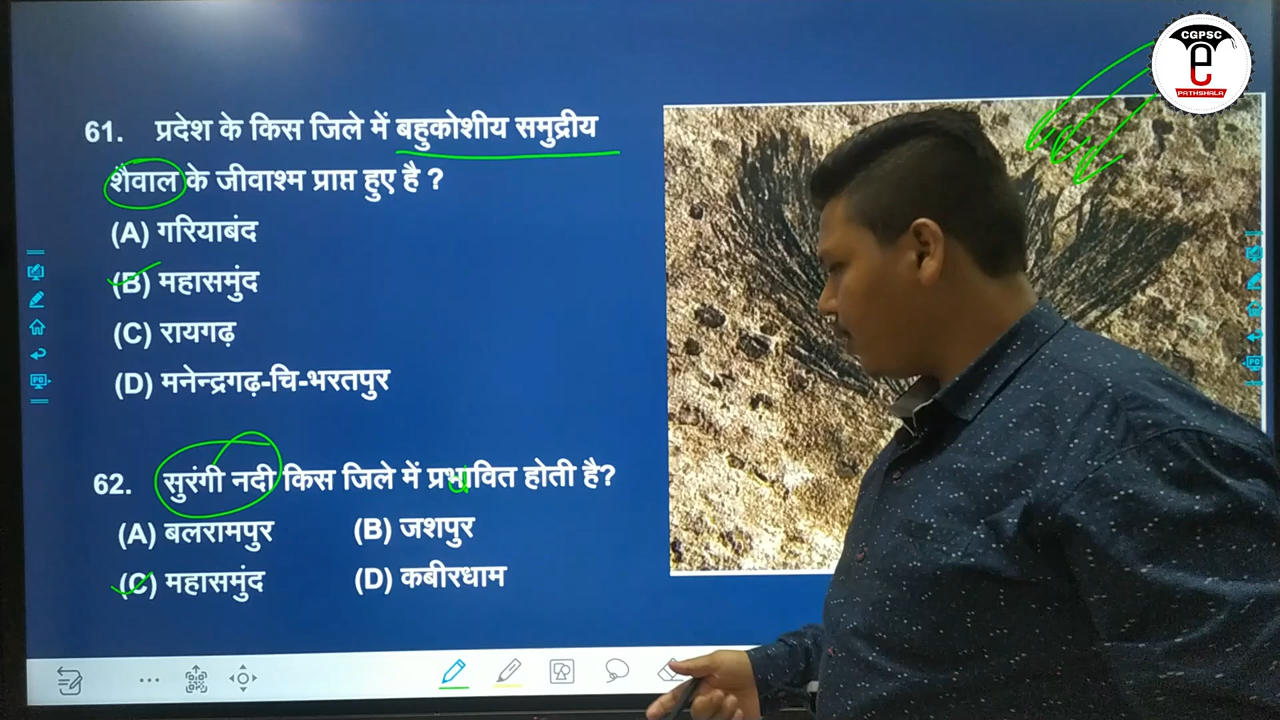 CGPSC
e
PATHSHALA
61. प्रदेश के किस जिले में बहुकोशीय समुद्रीय
शैवाल के जीवाश्म प्राप्त हुए है ?
(A) गरियाबंद
(B) महासमुंद
(C) रायगढ़
(D) मनेन्द्रगढ़-चि-भरतपुर
62. सुरंगी नदी किस जिले में प्रभावित होती है?
(A) बलरामपुर (B) जशपुर
(C) महासमुंद (D) कबीरधाम